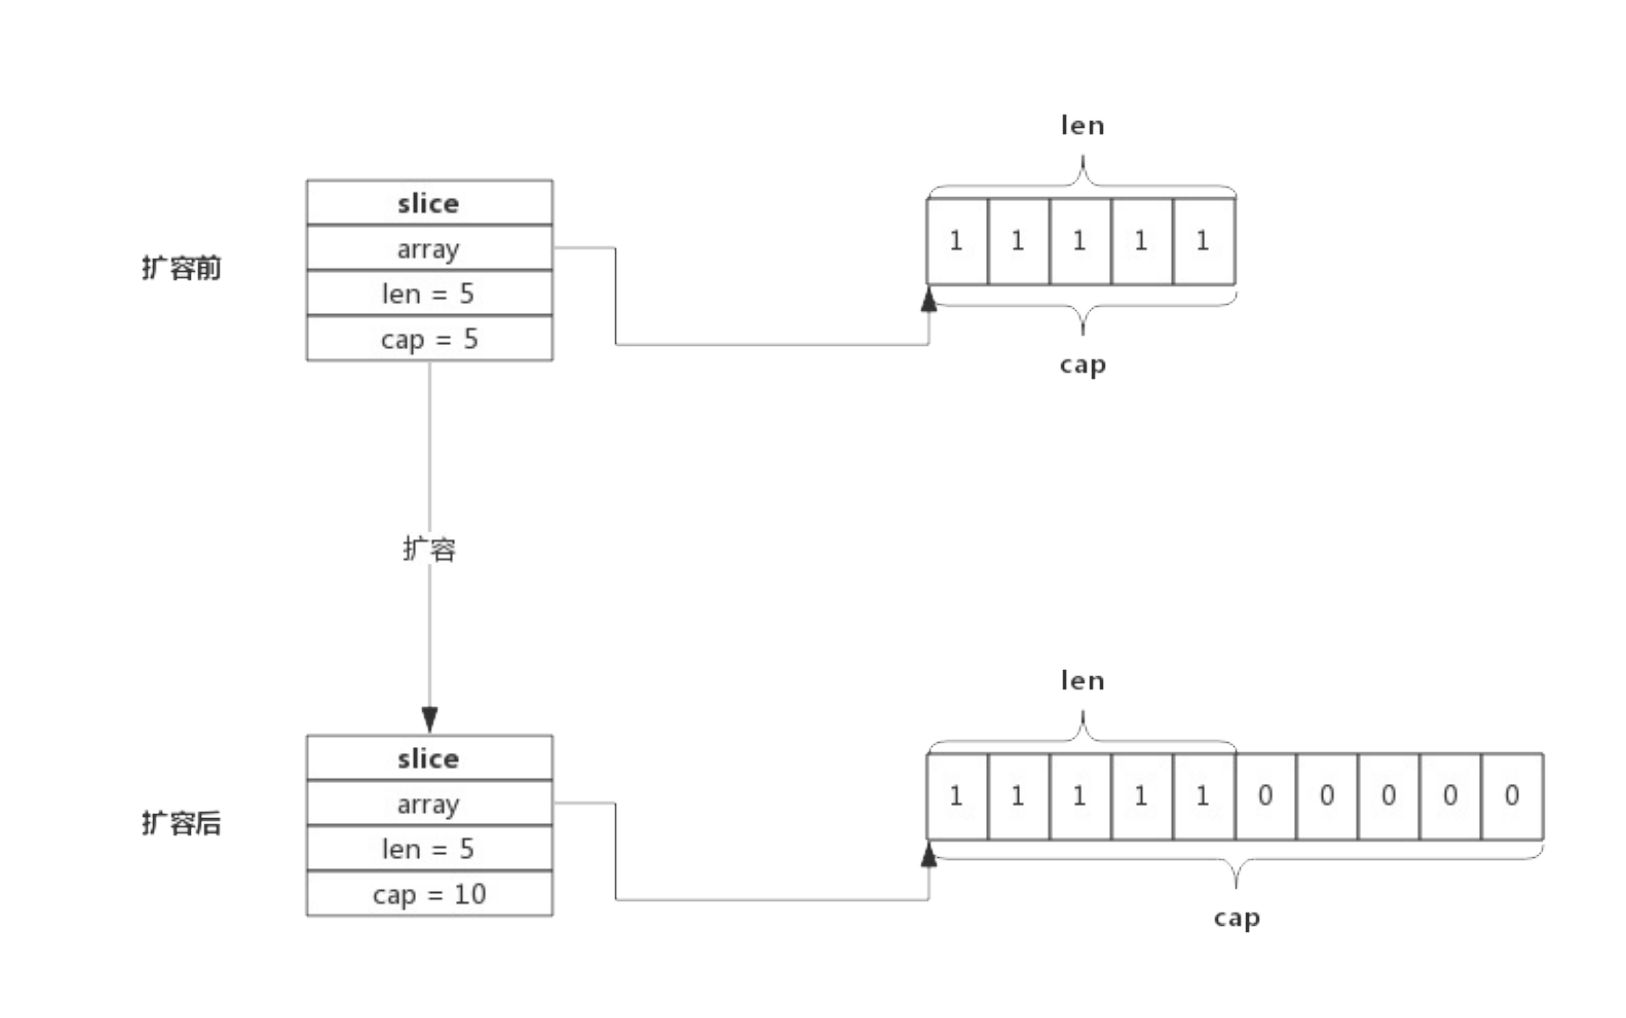 len
slice
array
len = 5
cap = 5
扩容前
1 1 1 1 1
cap
扩容
len
slice
array
len = 5
cap = 10
扩容后
1 1 1 1 1 0 0 0 0 0
cap